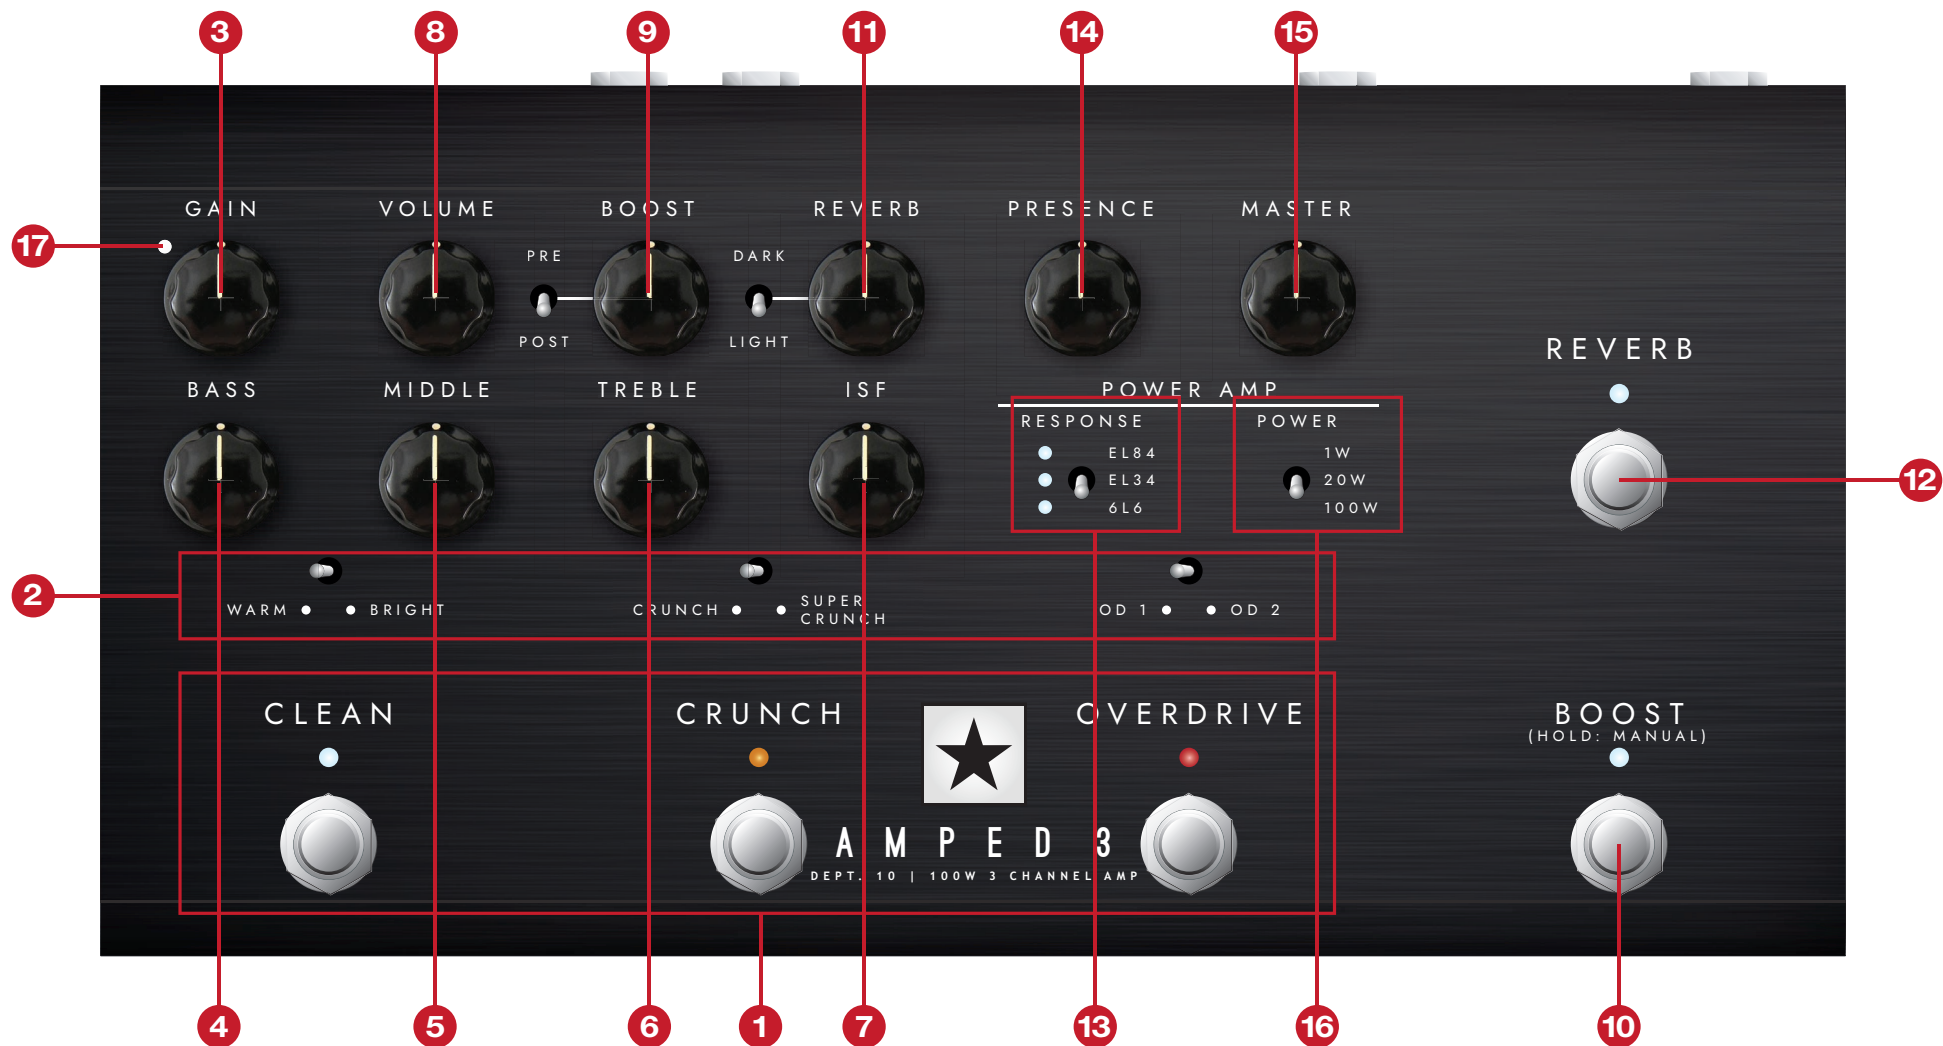 3 8 9 11 14 15
GAIN VOLUME BOOST REVERB PRESENCE MASTER
17
PRE DARK
POST LIGHT
REVERB
BASS MIDDLE TREBLE ISF POWER AMP
RESPONSE POWER
EL84 1W
EL34 20W
6L6 100W
12
2
WARM BRIGHT CRUNCH SUPER CRUNCH OD 1 OD 2
CLEAN CRUNCH OVERDRIVE BOOST
(HOLD: MANUAL)
AMPED 3
DEPT. 10 | 100W 3 CHANNEL AMP
4 5 6 1 7 13 16 10